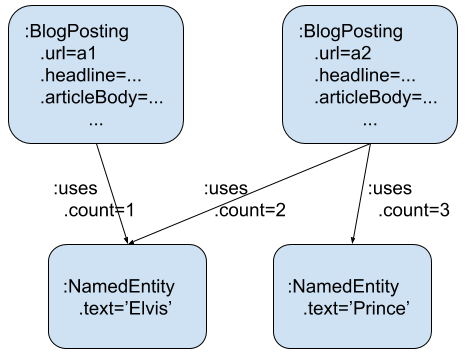 :BlogPosting
.url=a1
.headline=...
.articleBody=...
...
:BlogPosting
.url=a2
.headline=...
.articleBody=...
...
:uses
.count=1
:uses
.count=2
:uses
.count=3
:NamedEntity
.text=’Elvis’
:NamedEntity
.text=’Prince’